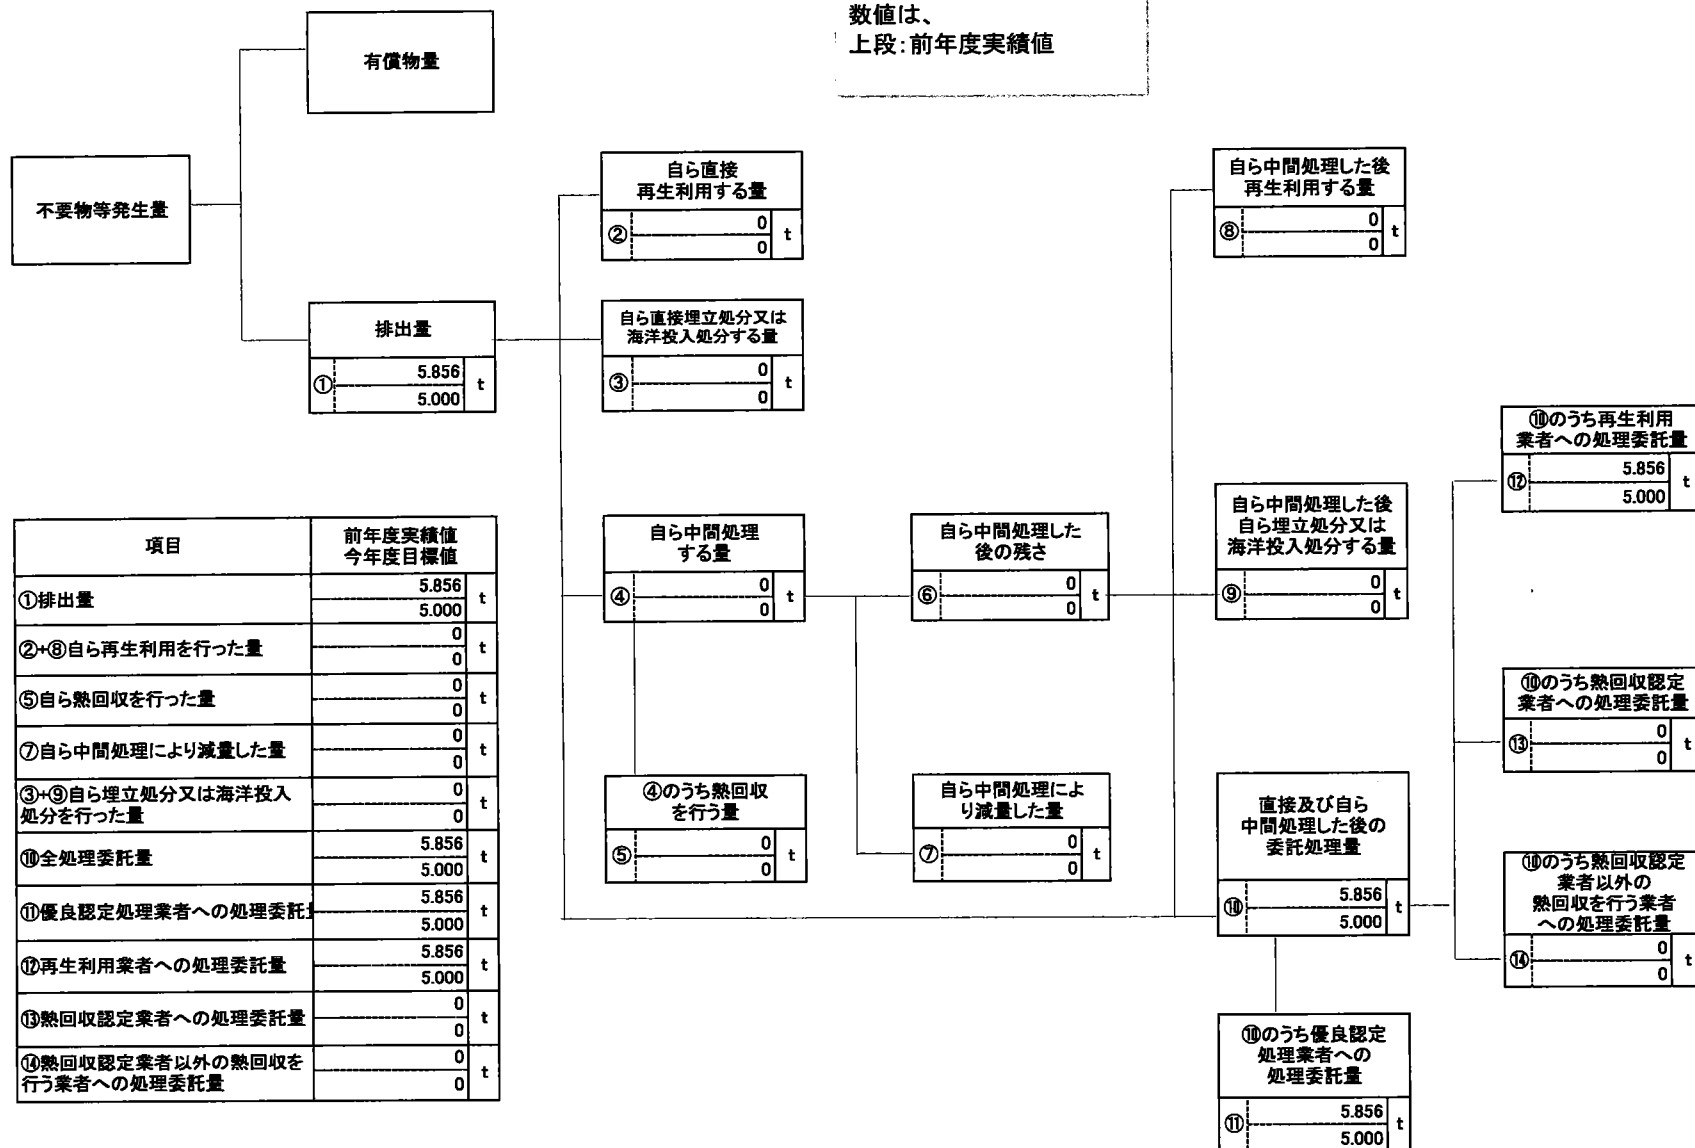 数値は、
上段:前年度実績値
有償物量
不要物等発生量
排出量
①
5.856
5.000
t
自ら直接
再生利用する量
②
0
0
t
自ら直接埋立処分又は
海洋投入処分する量
③
0
0
t
自ら中間処理
する量
④
0
0
t
④のうち熱回収
を行う量
⑤
0
0
t
自ら中間処理した
後の残さ
⑥
0
0
t
自ら中間処理によ
り減量した量
⑦
0
0
t
自ら中間処理した後
再生利用する量
⑧
0
0
t
自ら中間処理した後
自ら埋立処分又は
海洋投入処分する量
⑨
0
0
t
直接及び自ら
中間処理した後の
委託処理量
⑩
5.856
5.000
t
⑩のうち優良認定
処理業者への
処理委託量
⑪
5.856
5.000
t
⑩のうち再生利用
業者への処理委託量
⑫
5.856
5.000
t
⑩のうち熱回収認定
業者への処理委託量
⑬
0
0
t
⑩のうち熱回収認定
業者以外の
熱回収を行う業者
への処理委託量
⑭
0
0
t
項目
前年度実績値
今年度目標値
①排出量
5.856
5.000
t
②+⑧自ら再生利用を行った量
0
0
t
⑤自ら熱回収を行った量
0
0
t
⑦自ら中間処理により減量した量
0
0
t
③+⑨自ら埋立処分又は海洋投入
処分を行った量
0
0
t
⑩全処理委託量
5.856
5.000
t
⑪優良認定処理業者への処理委託
5.856
5.000
t
⑫再生利用業者への処理委託量
5.856
5.000
t
⑬熱回収認定業者への処理委託量
0
0
t
⑭熱回収認定業者以外の熱回収を
行う業者への処理委託量
0
0
t